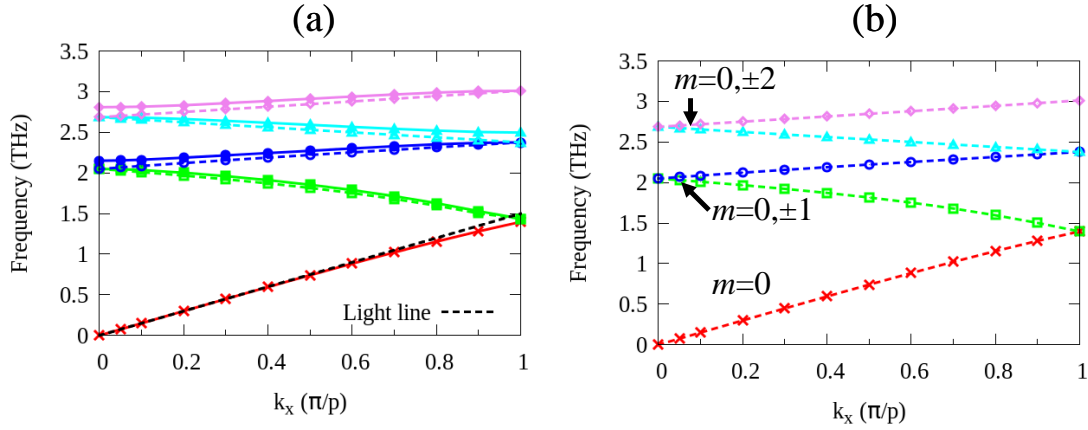 (a)
3.5
3
2.5
2
1.5
1
0.5
0
Frequency (THz)
Light line
0 0.2 0.4 0.6 0.8 1
kₓ (π/p)
(b)
3.5
3
2.5
2
1.5
1
0.5
0
Frequency (THz)
m=0,±2
m=0,±1
m=0
0 0.2 0.4 0.6 0.8 1
kₓ (π/p)